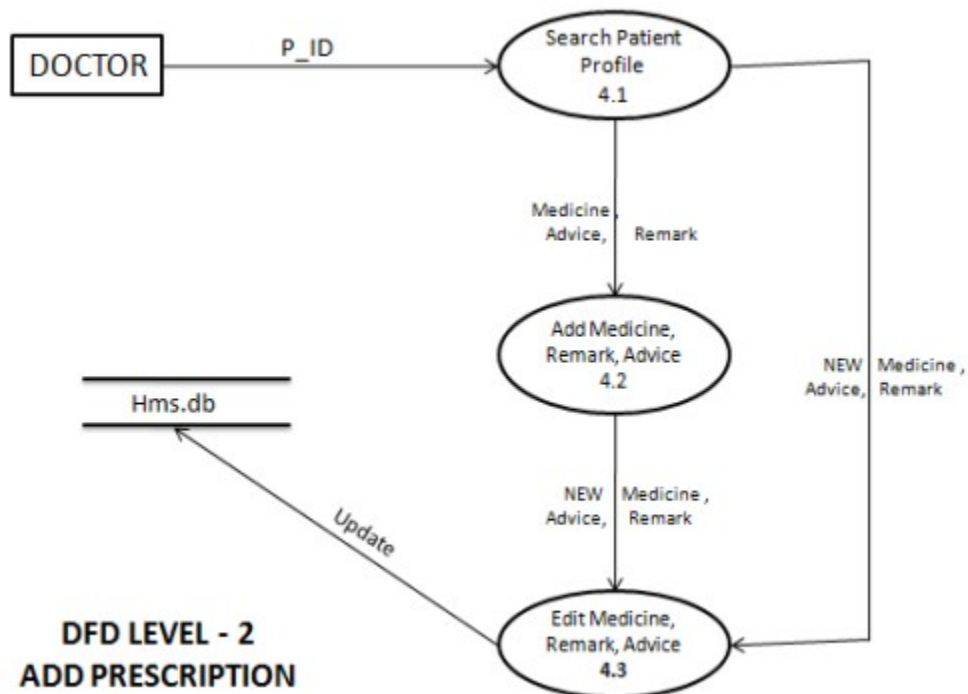 DOCTOR
P_ID
Search Patient
Profile
4.1
Medicine ,
Advice, Remark
Add Medicine,
Remark, Advice
4.2
NEW Medicine ,
Advice, Remark
Hms.db
NEW Medicine ,
Advice, Remark
Update
Edit Medicine,
Remark, Advice
4.3
DFD LEVEL - 2
ADD PRESCRIPTION